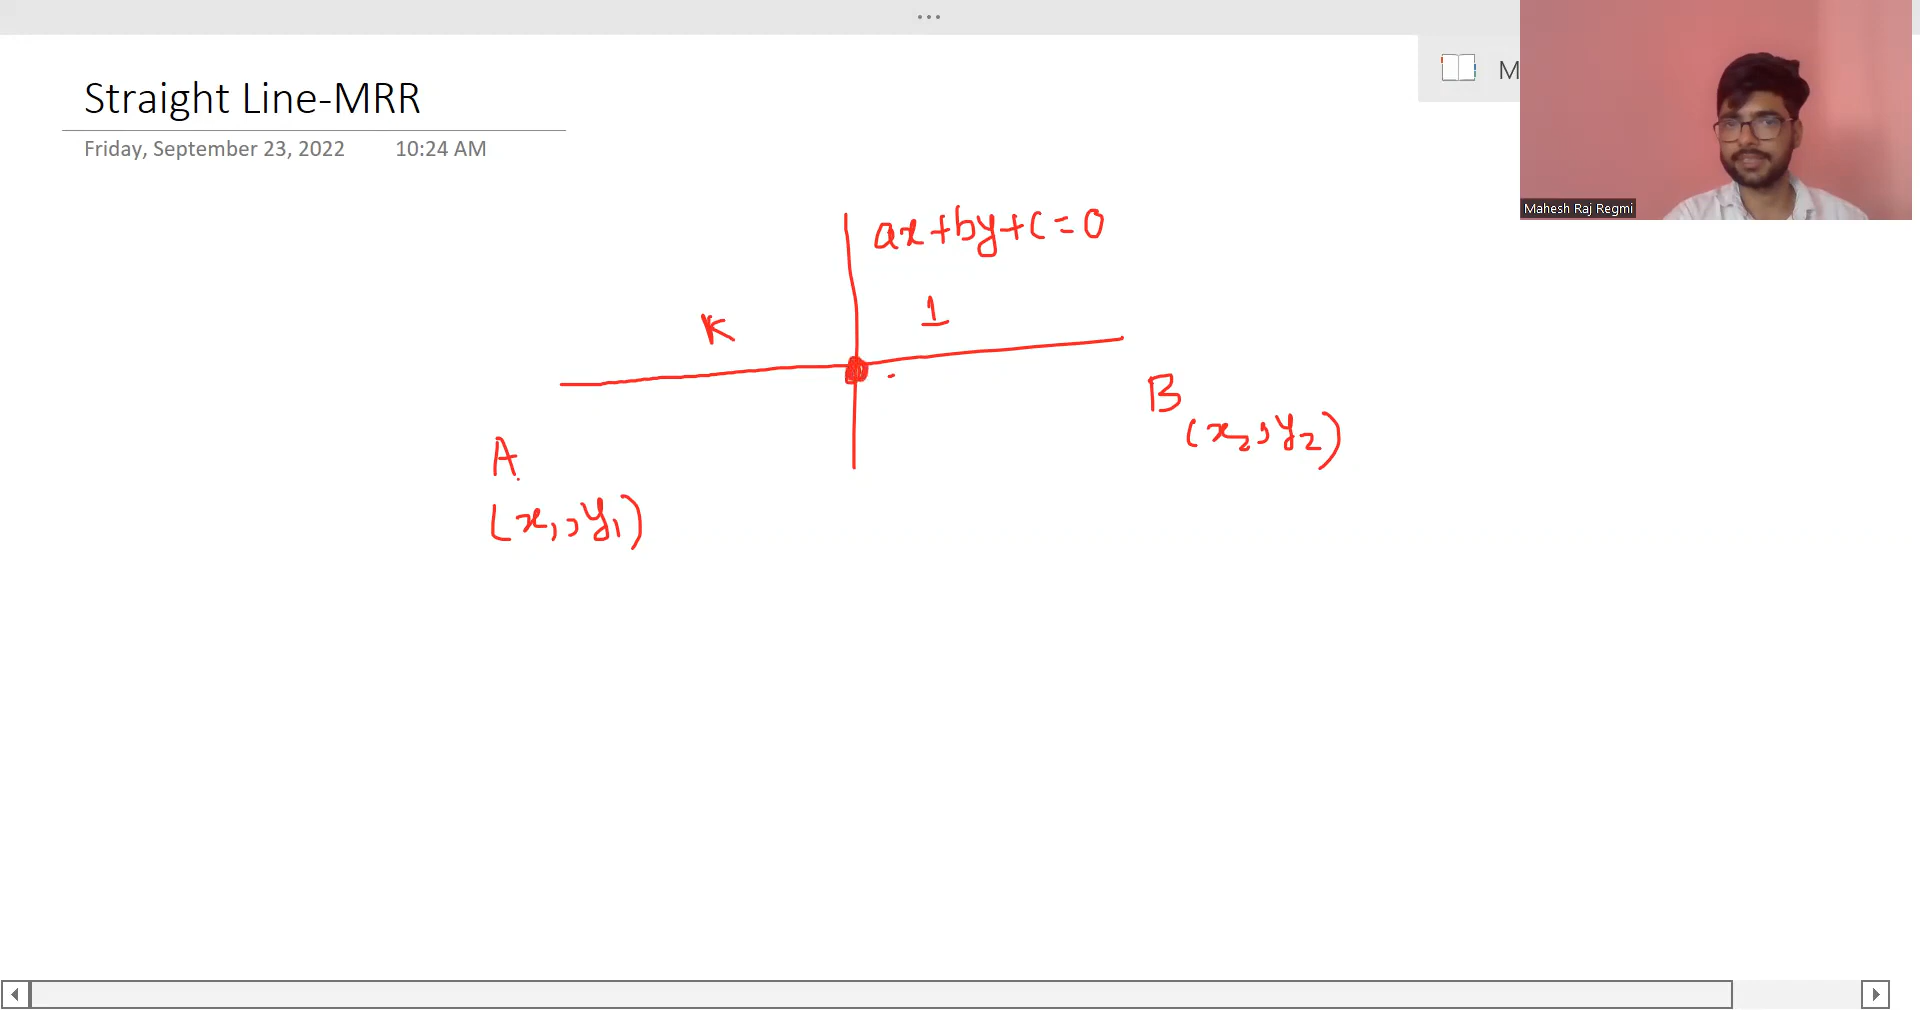 ...
M
Straight Line-MRR
Friday, September 23, 2022 10:24 AM
Mahesh Raj Regmi
ax+by+c=0
K 1
B
(x₂,y₂)
A
(x₁,y₁)